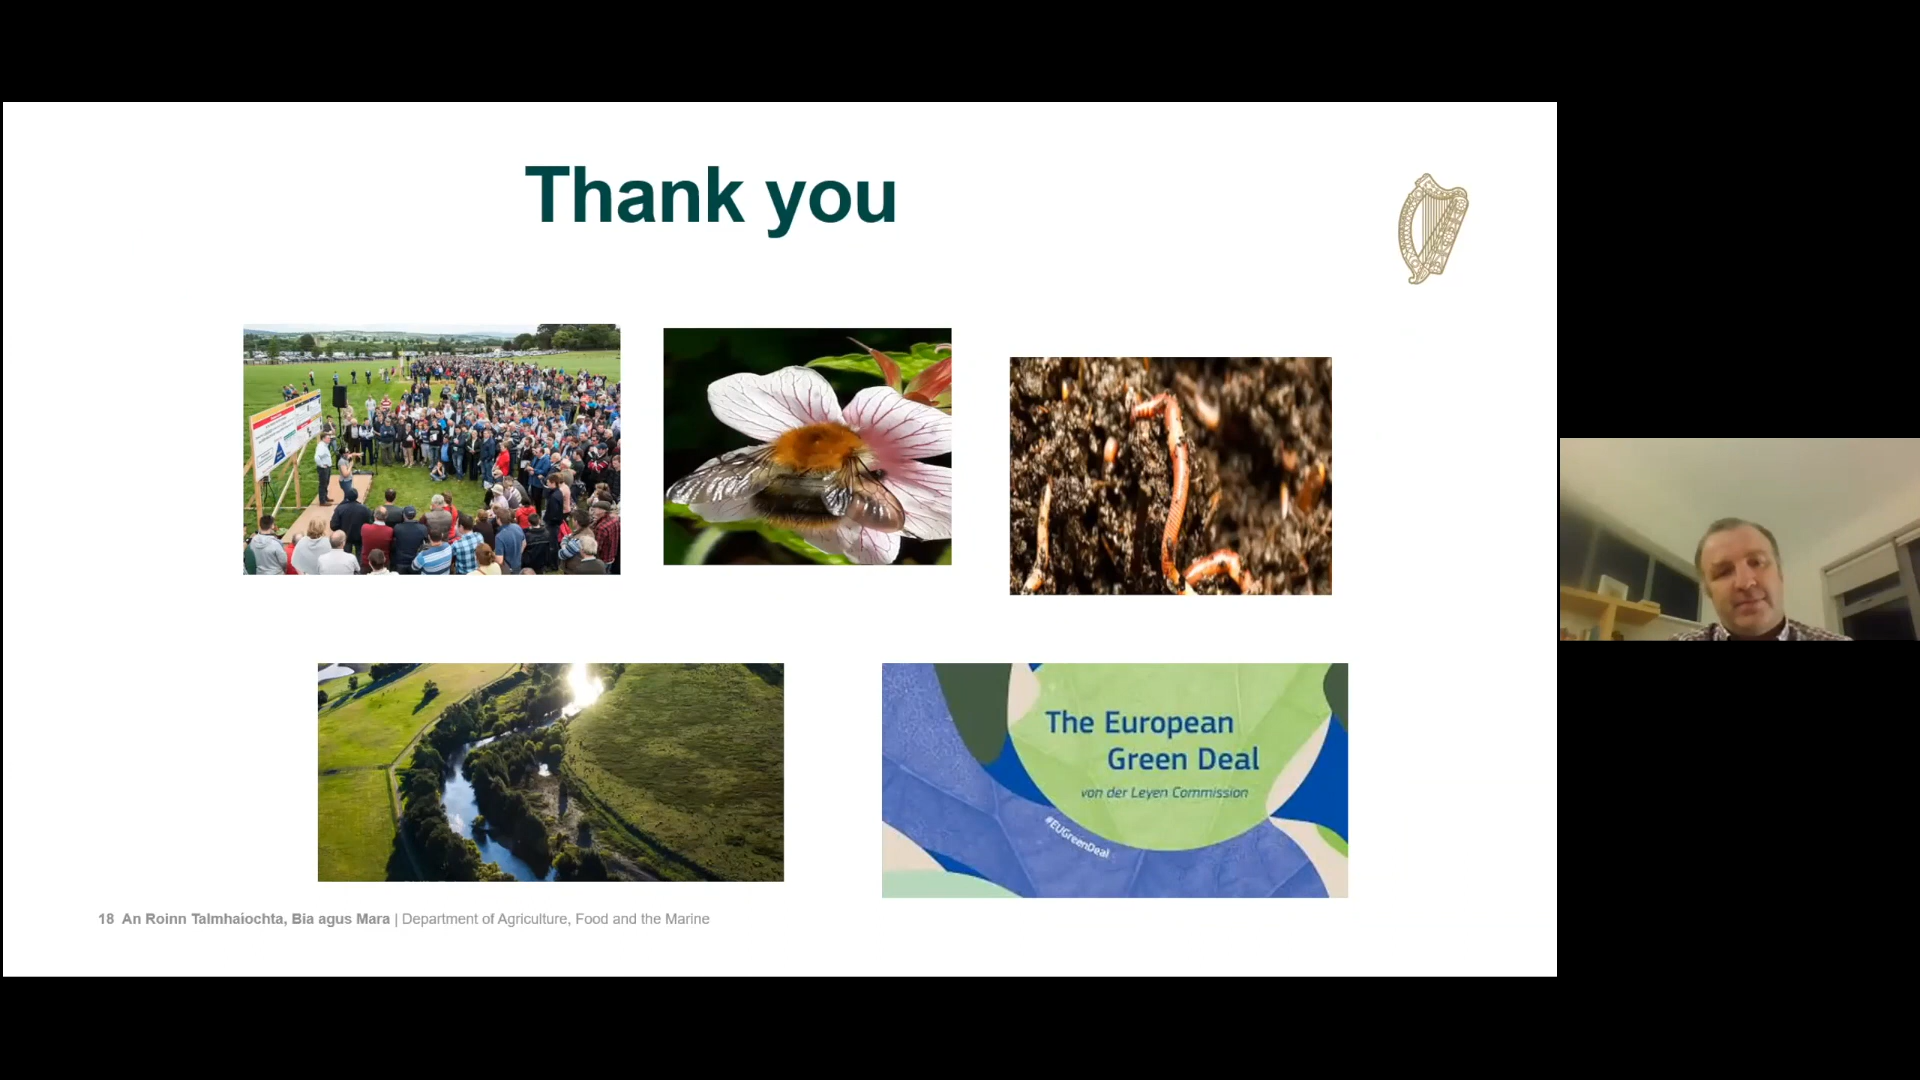 Thank you
The European
Green Deal
von der Leyen Commission
#EUGreenDeal
18 An Roinn Talmhaíochta, Bia agus Mara | Department of Agriculture, Food and the Marine